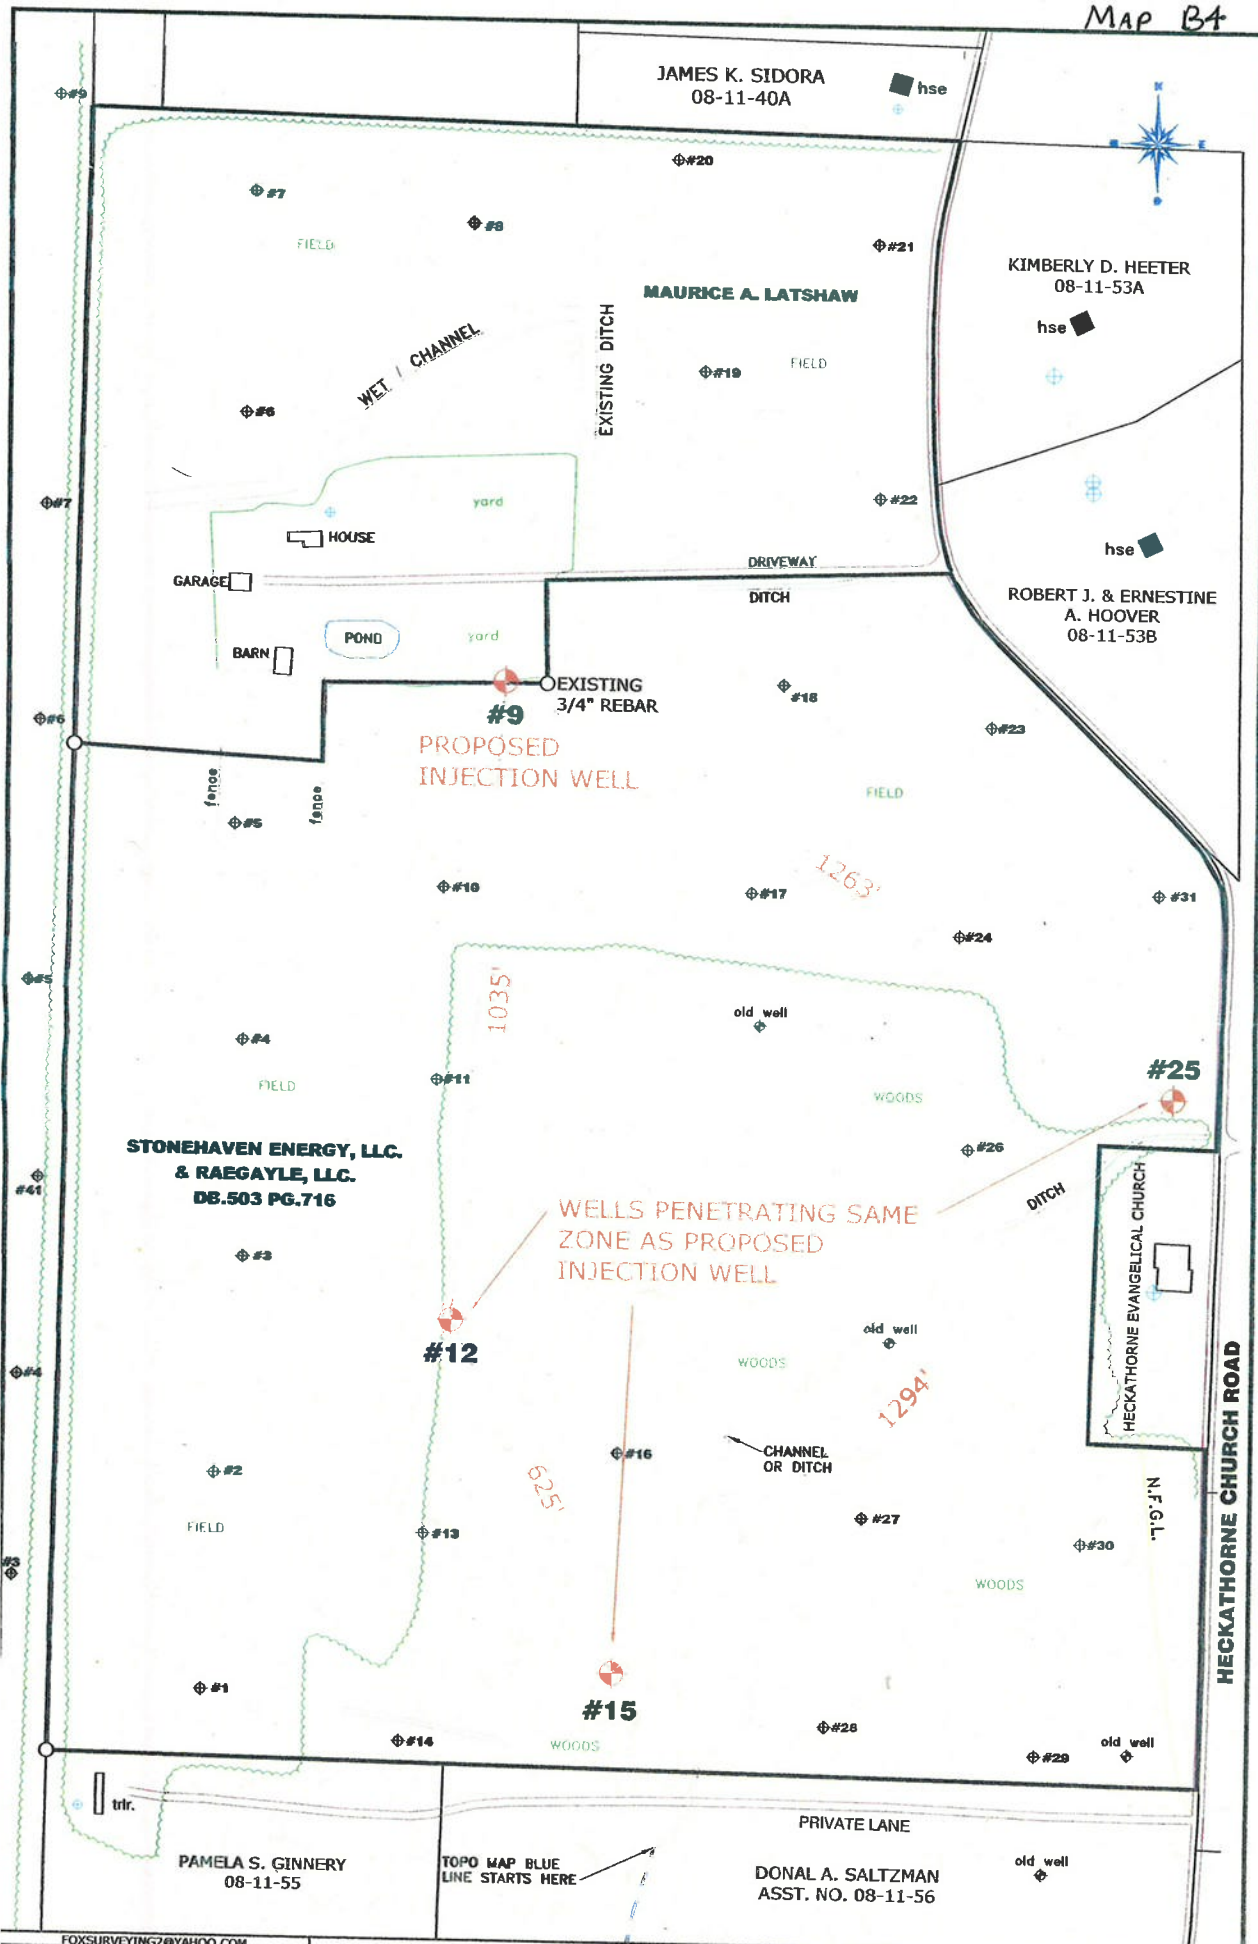 MAP B4
JAMES K. SIDORA
08-11-40A
hse
#9
#20
#7
#8
FIELD
#21
MAURICE A. LATSHAW
KIMBERLY D. HEETER
08-11-53A
hse
WET / CHANNEL
EXISTING DITCH
#19
FIELD
#6
#7
yard
#22
HOUSE
hse
GARAGE
DRIVEWAY
DITCH
ROBERT J. & ERNESTINE
A. HOOVER
08-11-53B
POND
yard
BARN
EXISTING
3/4" REBAR
#18
#9
#6
#23
PROPOSED
INJECTION WELL
fence
fence
FIELD
#5
#10
#17
1263'
#31
#24
#5
1035'
old well
#4
FIELD
#11
#25
WOODS
STONEHAVEN ENERGY, LLC.
& RAEGAYLE, LLC.
DB.503 PG.716
#26
#41
DITCH
HECKATHORNE EVANGELICAL CHURCH
WELLS PENETRATING SAME
ZONE AS PROPOSED
INJECTION WELL
#3
#12
old well
WOODS
#4
1294'
HECKATHORNE CHURCH ROAD
#2
#16
CHANNEL
OR DITCH
625'
N.F.G.L.
FIELD
#13
#27
#30
#3
WOODS
#1
#15
#14
WOODS
#28
#29
old well
trlr.
PRIVATE LANE
PAMELA S. GINNERY
08-11-55
TOPO MAP BLUE
LINE STARTS HERE
DONAL A. SALTZMAN
ASST. NO. 08-11-56
old well
FOXSURVEYING2@YAHOO.COM
N
E